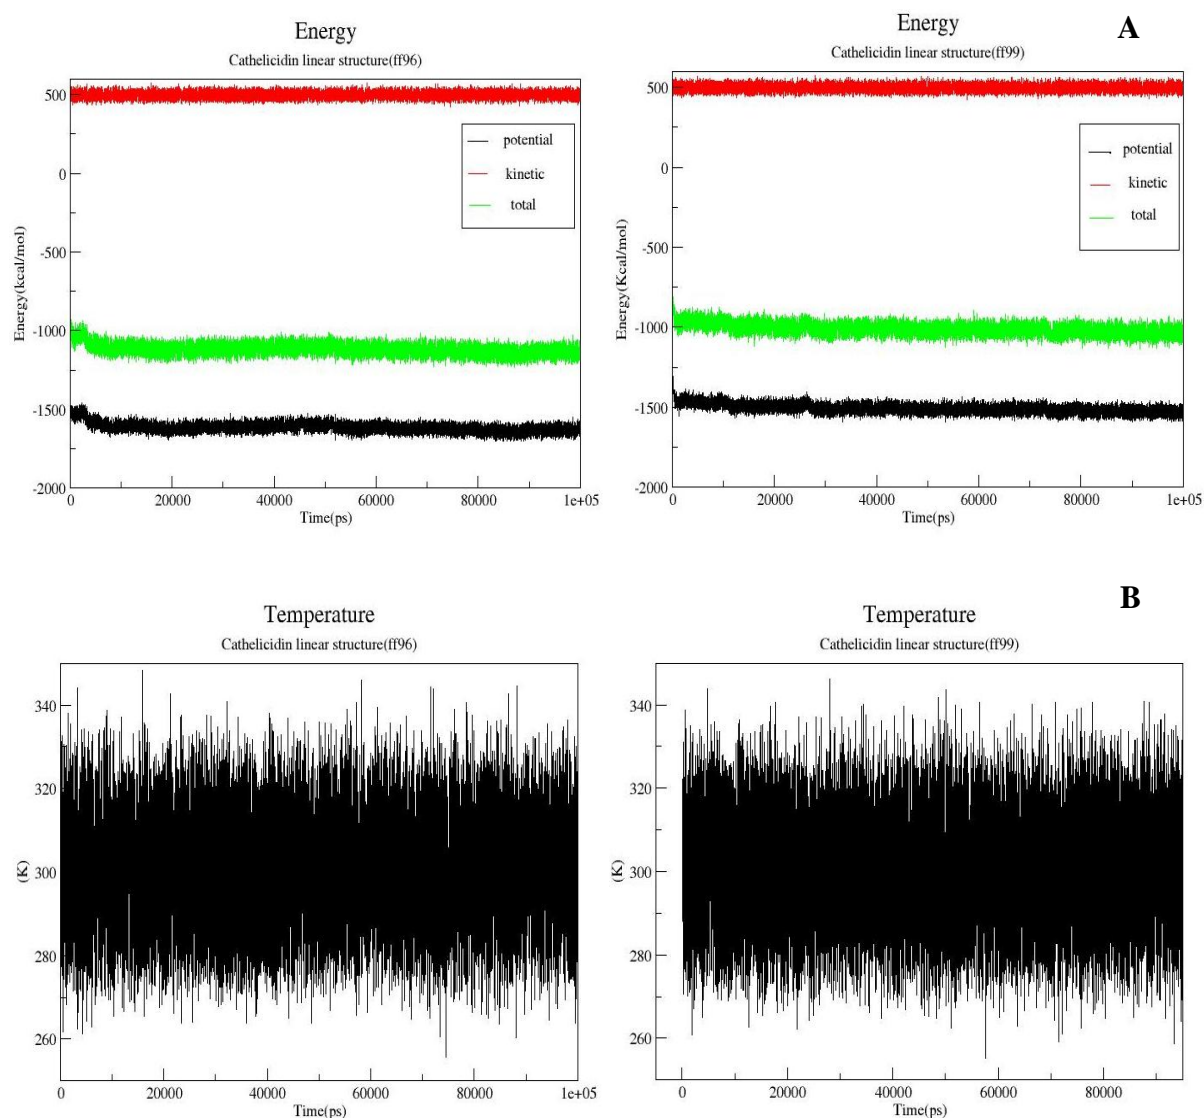 Energy
Cathelicidin linear structure(ff96)
500
0
-500
-1000
-1500
-2000
Energy(kcal/mol)
potential
kinetic
total
0 20000 40000 60000 80000 1e+05
Time(ps)
A
Energy
Cathelicidin linear structure(ff99)
500
0
-500
-1000
-1500
-2000
Energy(Kcal/mol)
potential
kinetic
total
0 20000 40000 60000 80000 1e+05
Time(ps)
Temperature
Cathelicidin linear structure(ff96)
340
320
300
280
260
(K)
0 20000 40000 60000 80000 1e+05
Time(ps)
B
Temperature
Cathelicidin linear structure(ff99)
340
320
300
280
260
(K)
0 20000 40000 60000 80000
Time(ps)